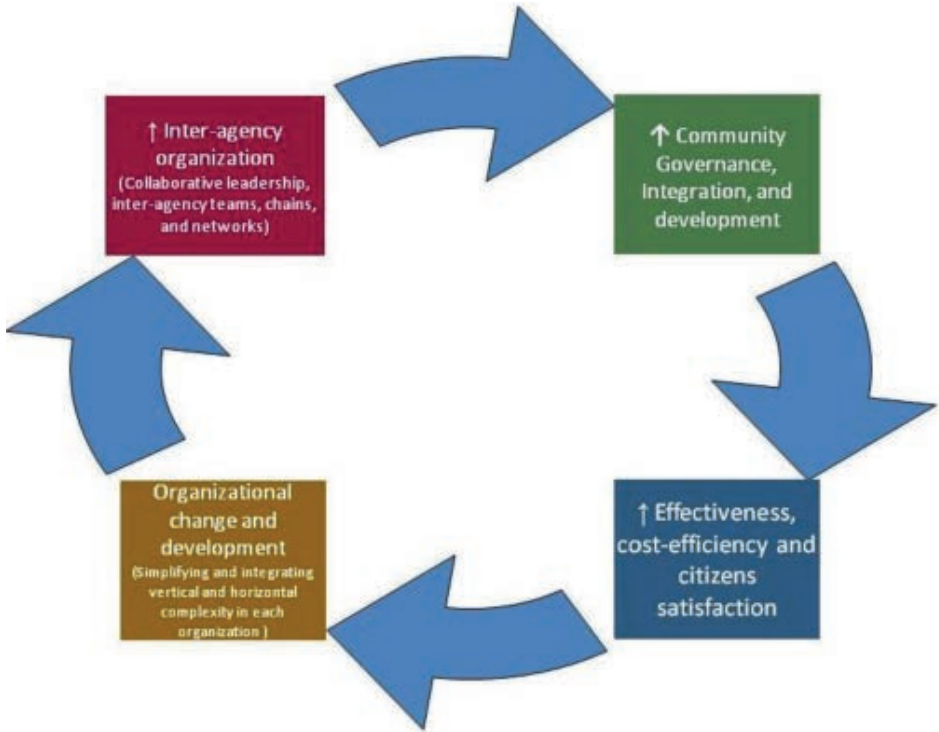 ↑ Inter-agency
organization
(Collaborative leadership,
inter-agency teams, chains,
and networks)
↑ Community
Governance,
Integration, and
development
Organizational
change and
development
(Simplifying and integrating
vertical and horizontal
complexity in each
organization )
↑ Effectiveness,
cost-efficiency and
citizens
satisfaction